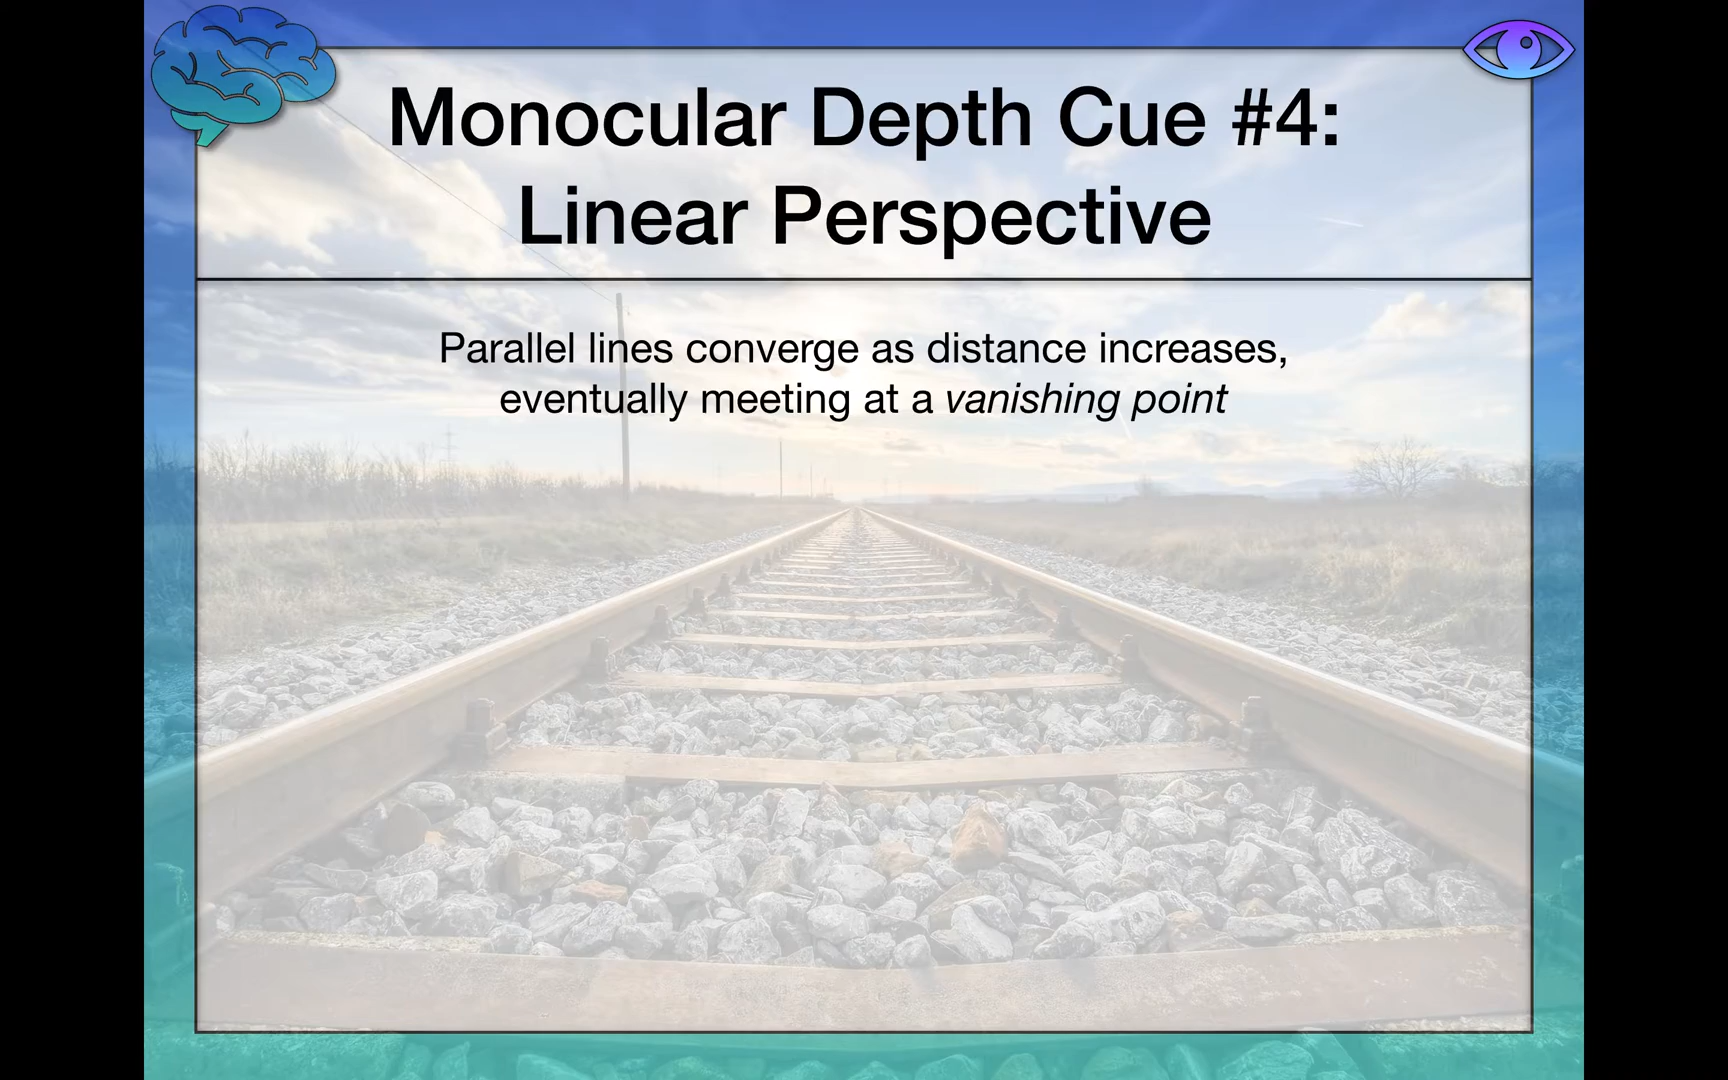 Monocular Depth Cue #4:
Linear Perspective
Parallel lines converge as distance increases,
eventually meeting at a vanishing point